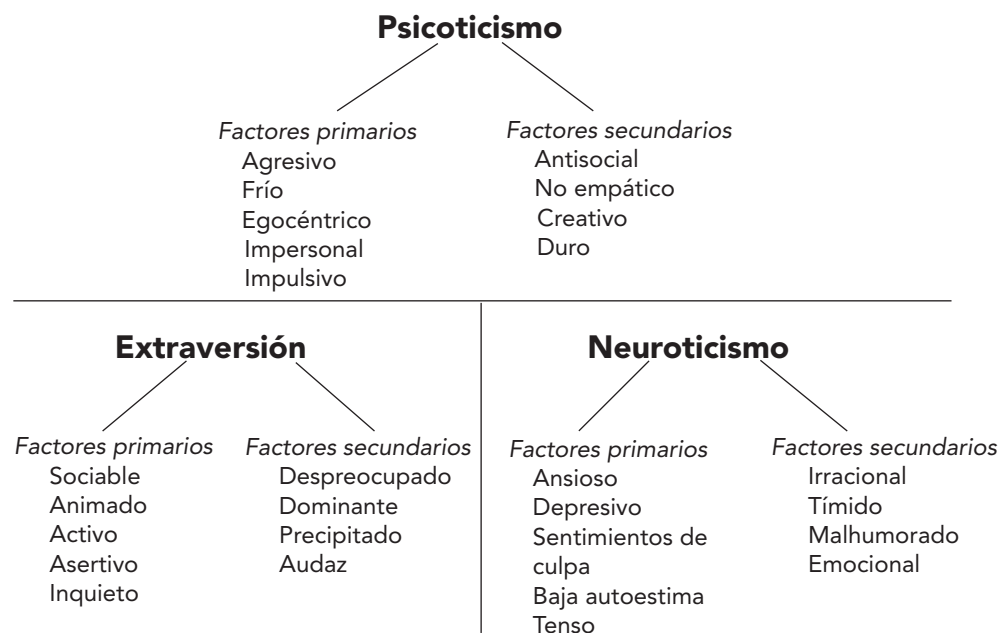 Psicoticismo
Factores primarios
Agresivo
Frío
Egocéntrico
Impersonal
Impulsivo
Factores secundarios
Antisocial
No empático
Creativo
Duro
Extraversión
Factores primarios
Sociable
Animado
Activo
Asertivo
Inquieto
Factores secundarios
Despreocupado
Dominante
Precipitado
Audaz
Neuroticismo
Factores primarios
Ansioso
Depresivo
Sentimientos de
culpa
Baja autoestima
Tenso
Factores secundarios
Irracional
Tímido
Malhumorado
Emocional